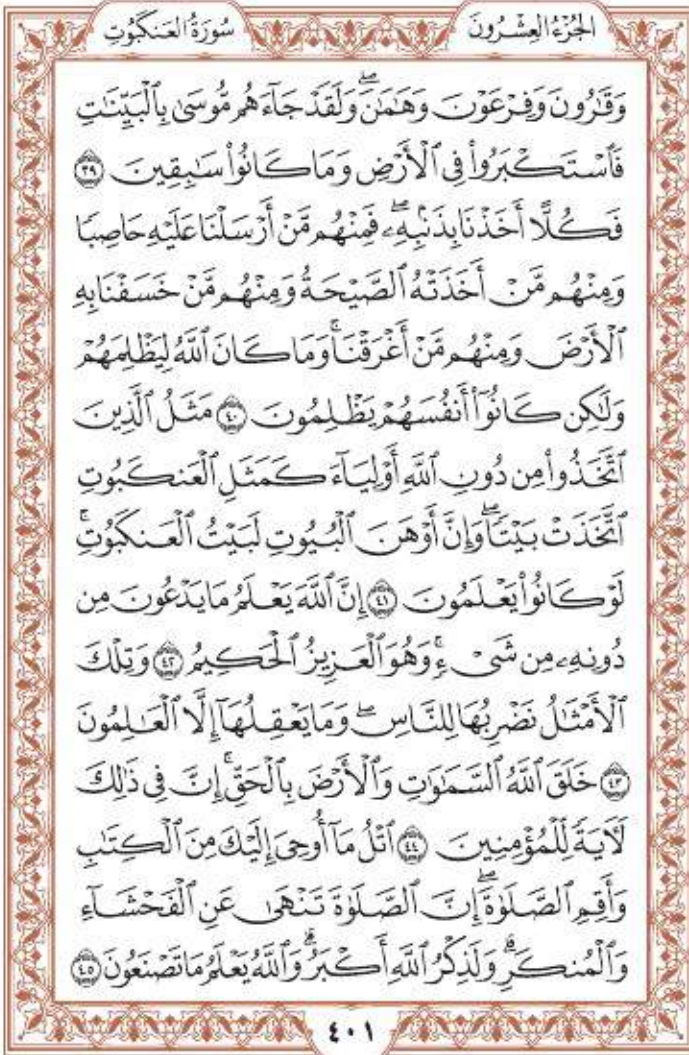 الجُزْءُ العِشْرُونَ سُورَةُ العَنكَبُوتِ
وَقَٰرُونَ وَفِرْعَوْنَ وَهَٰمَٰنَۖ وَلَقَدْ جَآءَهُم مُّوسَىٰ بِٱلْبَيِّنَٰتِ
فَٱسْتَكْبَرُوا۟ فِى ٱلْأَرْضِ وَمَا كَانُوا۟ سَٰبِقِينَ ٣٩
فَكُلًّا أَخَذْنَا بِذَنۢبِهِۦۖ فَمِنْهُم مَّنْ أَرْسَلْنَا عَلَيْهِ حَاصِبًا
وَمِنْهُم مَّنْ أَخَذَتْهُ ٱلصَّيْحَةُ وَمِنْهُم مَّنْ خَسَفْنَا بِهِ
ٱلْأَرْضَ وَمِنْهُم مَّنْ أَغْرَقْنَاۚ وَمَا كَانَ ٱللَّهُ لِيَظْلِمَهُمْ
وَلَٰكِن كَانُوٓا۟ أَنفُسَهُمْ يَظْلِمُونَ ٤٠ مَثَلُ ٱلَّذِينَ
ٱتَّخَذُوا۟ مِن دُونِ ٱللَّهِ أَوْلِيَآءَ كَمَثَلِ ٱلْعَنكَبُوتِ
ٱتَّخَذَتْ بَيْتًاۖ وَإِنَّ أَوْهَنَ ٱلْبُيُوتِ لَبَيْتُ ٱلْعَنكَبُوتِۚ
لَوْ كَانُوا۟ يَعْلَمُونَ ٤١ إِنَّ ٱللَّهَ يَعْلَمُ مَا يَدْعُونَ مِن
دُونِهِۦ مِن شَىْءٍۚ وَهُوَ ٱلْعَزِيزُ ٱلْحَكِيمُ ٤٢ وَتِلْكَ
ٱلْأَمْثَٰلُ نَضْرِبُهَا لِلنَّاسِۖ وَمَا يَعْقِلُهَآ إِلَّا ٱلْعَٰلِمُونَ
٤٣ خَلَقَ ٱللَّهُ ٱلسَّمَٰوَٰتِ وَٱلْأَرْضَ بِٱلْحَقِّۚ إِنَّ فِى ذَٰلِكَ
لَءَايَةً لِّلْمُؤْمِنِينَ ٤٤ ٱتْلُ مَآ أُوحِىَ إِلَيْكَ مِنَ ٱلْكِتَٰبِ
وَأَقِمِ ٱلصَّلَوٰةَۖ إِنَّ ٱلصَّلَوٰةَ تَنْهَىٰ عَنِ ٱلْفَحْشَآءِ
وَٱلْمُنكَرِۗ وَلَذِكْرُ ٱللَّهِ أَكْبَرُۗ وَٱللَّهُ يَعْلَمُ مَا تَصْنَعُونَ ٤٥
٤٠١